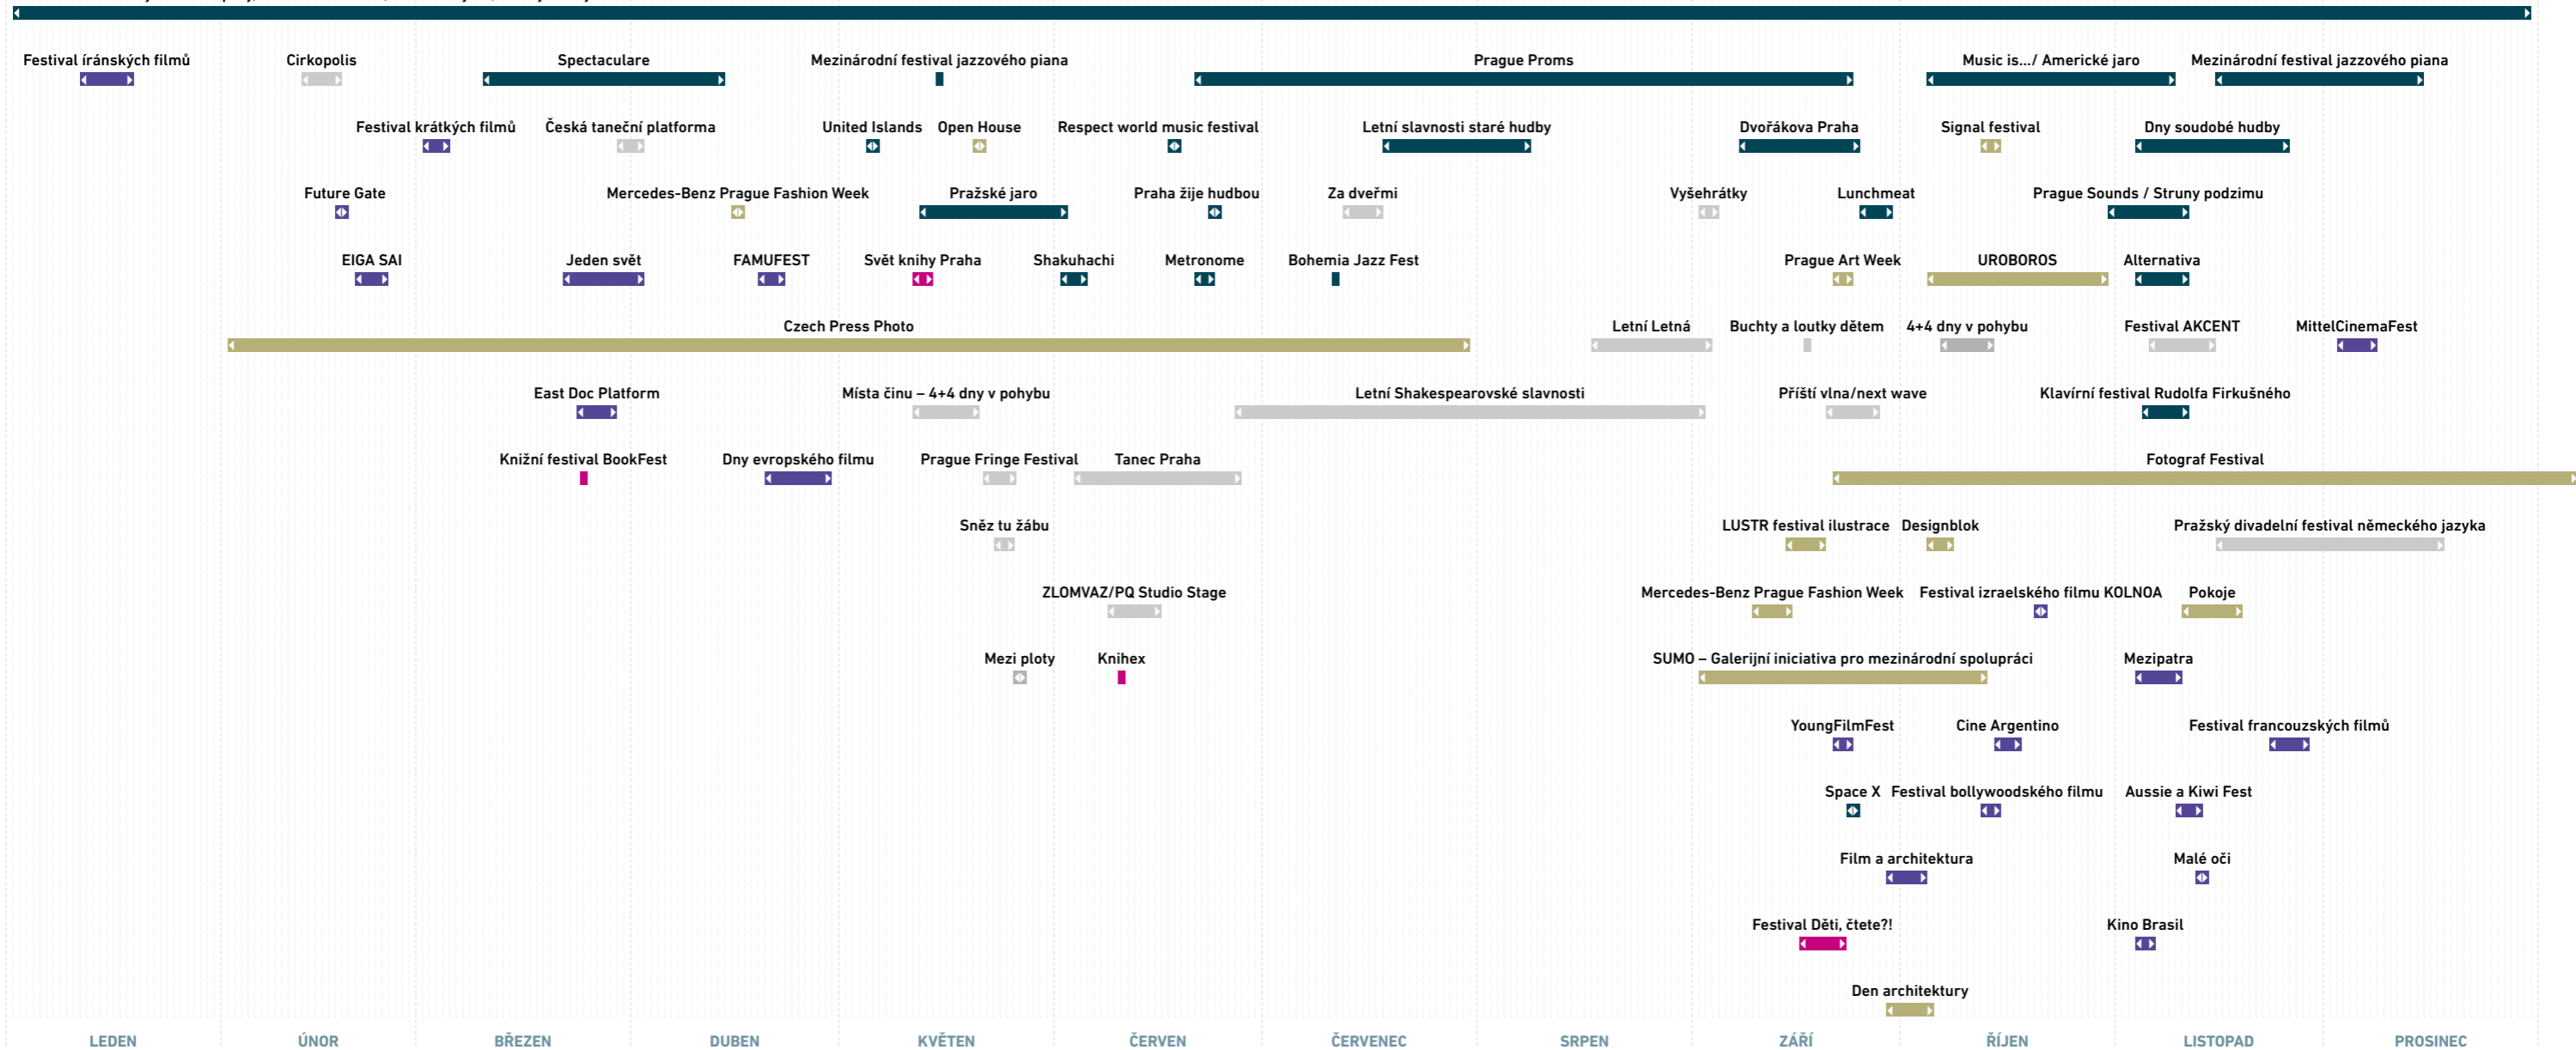 Festival íránských filmů
Cirkopolis
Spectaculare
Mezinárodní festival jazzového piana
Prague Proms
Music is.../ Americké jaro
Mezinárodní festival jazzového piana
Festival krátkých filmů
Česká taneční platforma
United Islands
Open House
Respect world music festival
Letní slavnosti staré hudby
Dvořákova Praha
Signal festival
Dny soudobé hudby
Future Gate
Mercedes-Benz Prague Fashion Week
Pražské jaro
Praha žije hudbou
Za dveřmi
Vyšehrátky
Lunchmeat
Prague Sounds / Struny podzimu
EIGA SAI
Jeden svět
FAMUFEST
Svět knihy Praha
Shakuhachi
Metronome
Bohemia Jazz Fest
Prague Art Week
UROBOROS
Alternativa
Czech Press Photo
Letní Letná
Buchty a loutky dětem
4+4 dny v pohybu
Festival AKCENT
MittelCinemaFest
East Doc Platform
Místa činu – 4+4 dny v pohybu
Letní Shakespearovské slavnosti
Příští vlna/next wave
Klavírní festival Rudolfa Firkušného
Knižní festival BookFest
Dny evropského filmu
Prague Fringe Festival
Tanec Praha
Fotograf Festival
Sněz tu žábu
LUSTR festival ilustrace
Designblok
Pražský divadelní festival německého jazyka
ZLOMVAZ/PQ Studio Stage
Mercedes-Benz Prague Fashion Week
Festival izraelského filmu KOLNOA
Pokoje
Mezi ploty
Knihex
SUMO – Galerijní iniciativa pro mezinárodní spolupráci
Mezipatra
YoungFilmFest
Cine Argentino
Festival francouzských filmů
Space X
Festival bollywoodského filmu
Aussie a Kiwi Fest
Film a architektura
Malé oči
Festival Děti, čtete?!
Kino Brasil
Den architektury
LEDEN
ÚNOR
BŘEZEN
DUBEN
KVĚTEN
ČERVEN
ČERVENEC
SRPEN
ZÁŘÍ
ŘÍJEN
LISTOPAD
PROSINEC